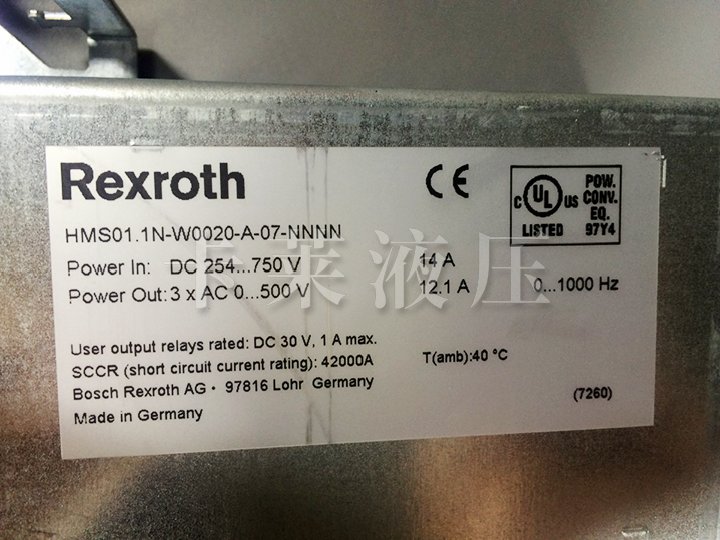 Rexroth
CE
HMS01.1N-W0020-A-07-NNNN
Power In: DC 254...750 V 14 A
Power Out: 3 x AC 0...500 V 12.1 A 0...1000 Hz
C UL US LISTED
POW.
CONV.
EQ.
97Y4
卡莱液压
User output relays rated: DC 30 V, 1 A max.
SCCR (short circuit current rating): 42000A T(amb):40 °C
Bosch Rexroth AG • 97816 Lohr Germany
Made in Germany (7260)